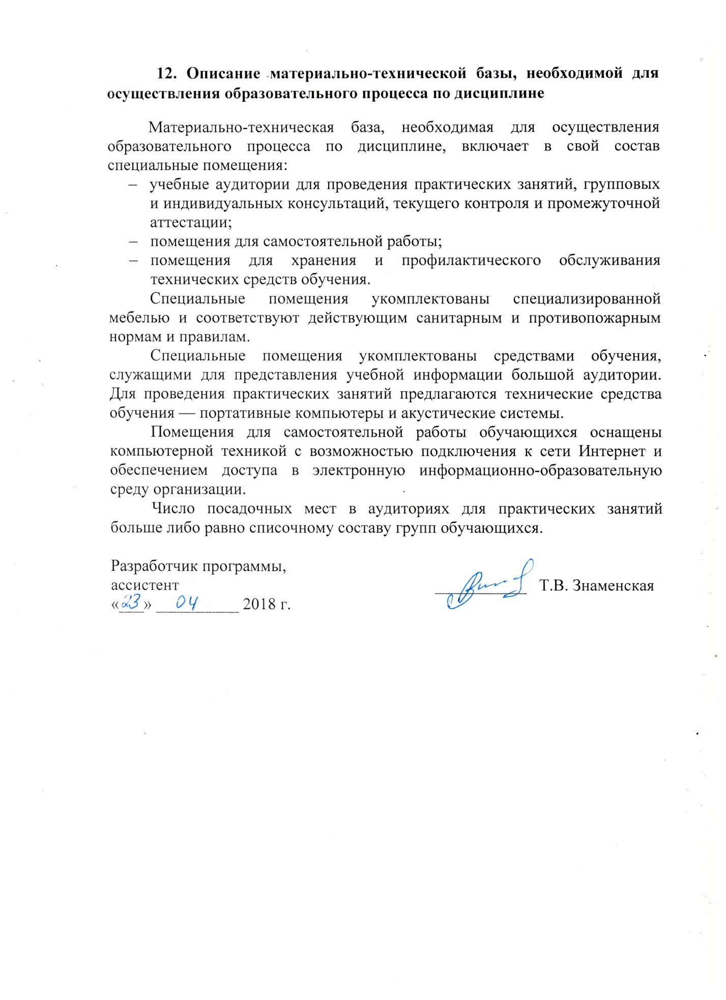 12. Описание материально-технической базы, необходимой для
осуществления образовательного процесса по дисциплине
Материально-техническая база, необходимая для осуществления
образовательного процесса по дисциплине, включает в свой состав
специальные помещения:
– учебные аудитории для проведения практических занятий, групповых
и индивидуальных консультаций, текущего контроля и промежуточной
аттестации;
– помещения для самостоятельной работы;
– помещения для хранения и профилактического обслуживания
технических средств обучения.
Специальные помещения укомплектованы специализированной
мебелью и соответствуют действующим санитарным и противопожарным
нормам и правилам.
Специальные помещения укомплектованы средствами обучения,
служащими для представления учебной информации большой аудитории.
Для проведения практических занятий предлагаются технические средства
обучения — портативные компьютеры и акустические системы.
Помещения для самостоятельной работы обучающихся оснащены
компьютерной техникой с возможностью подключения к сети Интернет и
обеспечением доступа в электронную информационно-образовательную
среду организации.
Число посадочных мест в аудиториях для практических занятий
больше либо равно списочному составу групп обучающихся.
Разработчик программы,
ассистент Т.В. Знаменская
«23» 04 2018 г.